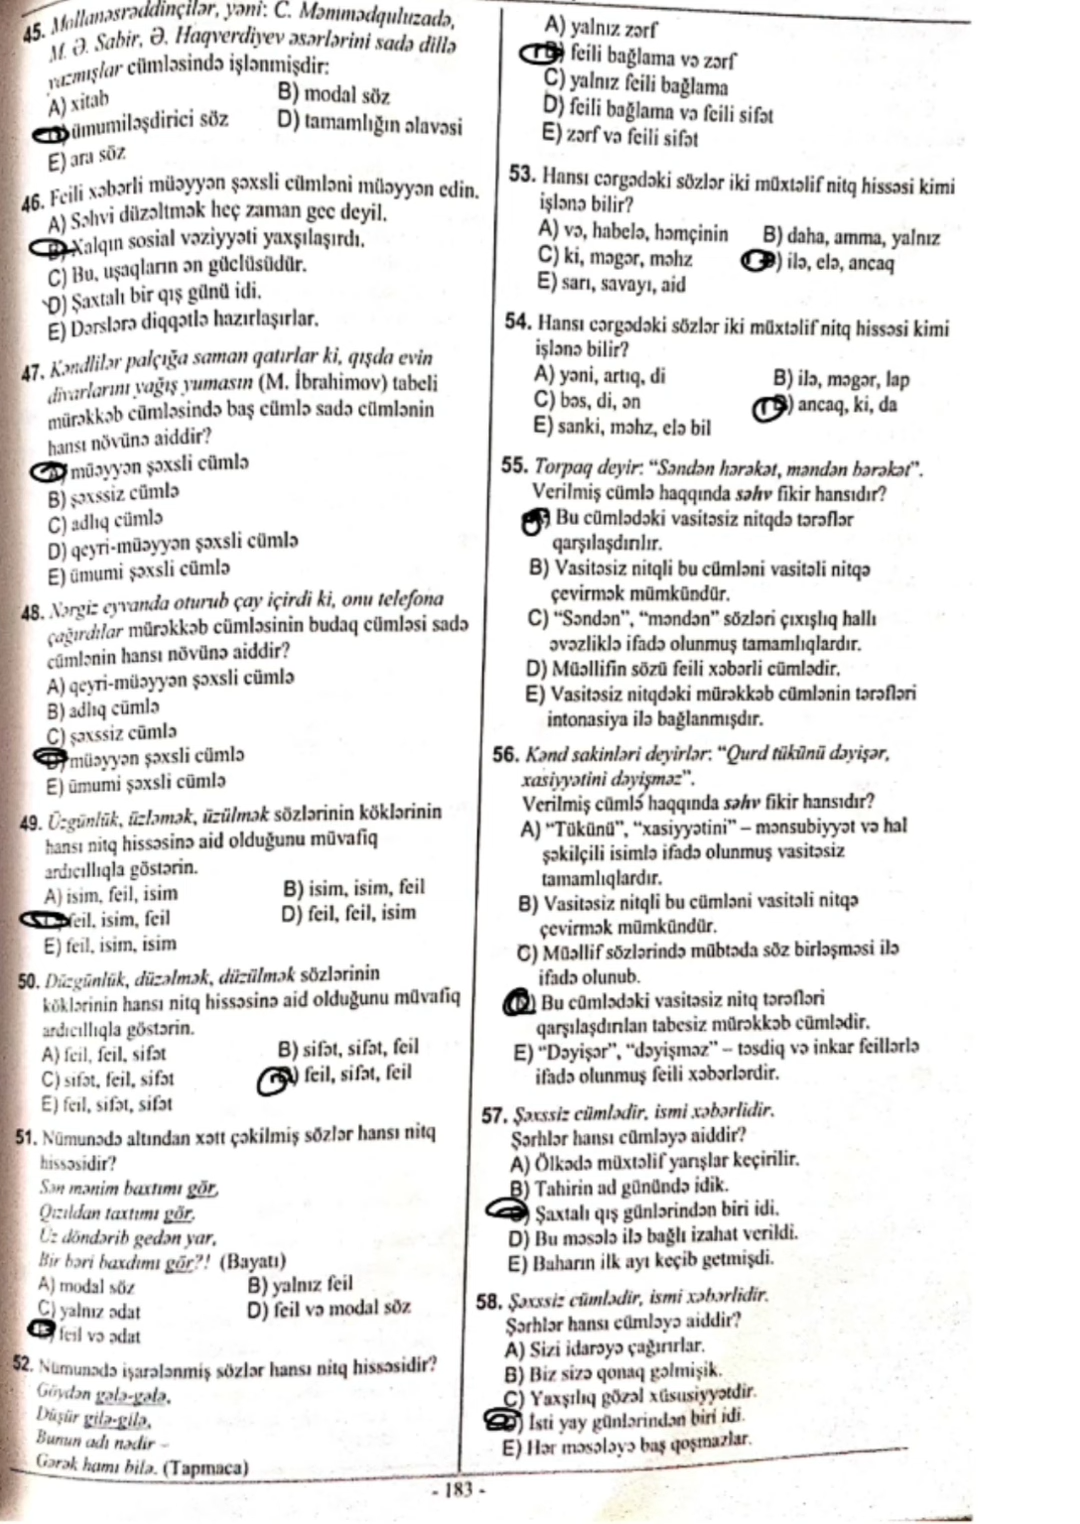 45. Mollanəsrəddinçilər, yəni: C. Məmmədquluzadə,
M. Ə. Sabir, Ə. Haqverdiyev əsərlərini sadə dillə
yazmışlar cümləsində işlənmişdir:
A) xitab
B) modal söz
ümumiləşdirici söz
D) tamamlığın əlavəsi
E) ara söz
46. Feili xəbərli müəyyən şəxsli cümləni müəyyən edin.
A) Səhvi düzəltmək heç zaman gec deyil.
B) Xalqın sosial vəziyyəti yaxşılaşırdı.
C) Bu, uşaqların ən güclüsüdür.
D) Şaxtalı bir qış günü idi.
E) Dərslərə diqqətlə hazırlaşırlar.
47. Kəndlilər palçığa saman qatırlar ki, qışda evin
divarlarını yağış yumasın (M. İbrahimov) tabeli
mürəkkəb cümləsində baş cümlə sadə cümlənin
hansı növünə aiddir?
A) müəyyən şəxsli cümlə
B) şəxssiz cümlə
C) adlıq cümlə
D) qeyri-müəyyən şəxsli cümlə
E) ümumi şəxsli cümlə
48. Nərgiz eyvanda oturub çay içirdi ki, onu telefona
çağırdılar mürəkkəb cümləsinin budaq cümləsi sadə
cümlənin hansı növünə aiddir?
A) qeyri-müəyyən şəxsli cümlə
B) adlıq cümlə
C) şəxssiz cümlə
D) müəyyən şəxsli cümlə
E) ümumi şəxsli cümlə
49. Üzgünlük, üzləmək, üzülmək sözlərinin köklərinin
hansı nitq hissəsinə aid olduğunu müvafiq
ardıcıllıqla göstərin.
A) isim, feil, isim
B) isim, isim, feil
feil, isim, feil
D) feil, feil, isim
E) feil, isim, isim
50. Düzgünlük, düzəlmək, düzülmək sözlərinin
köklərinin hansı nitq hissəsinə aid olduğunu müvafiq
ardıcıllıqla göstərin.
A) feil, feil, sifət
B) sifət, sifət, feil
C) sifət, feil, sifət
) feil, sifət, feil
E) feil, sifət, sifət
51. Nümunədə altından xətt çəkilmiş sözlər hansı nitq
hissəsidir?
Sən mənim baxtımı gör,
Qızıldan taxtımı gör,
Üz döndərib gedən yar,
Bir bəri baxdımı gör?! (Bayatı)
A) modal söz
B) yalnız feil
C) yalnız ədat
D) feil və modal söz
E) feil və ədat
52. Nümunədə işarələnmiş sözlər hansı nitq hissəsidir?
Göydən gələ-gələ,
Düşür gilə-gilə,
Bunun adı nədir –
Gərək hamı bilə. (Tapmaca)
A) yalnız zərf
B) feili bağlama və zərf
C) yalnız feili bağlama
D) feili bağlama və feili sifət
E) zərf və feili sifət
53. Hansı cərgədəki sözlər iki müxtəlif nitq hissəsi kimi
işlənə bilir?
A) və, habelə, həmçinin
B) daha, amma, yalnız
C) ki, məgər, məhz
) ilə, elə, ancaq
E) sarı, savayı, aid
54. Hansı cərgədəki sözlər iki müxtəlif nitq hissəsi kimi
işlənə bilir?
A) yəni, artıq, di
B) ilə, məgər, lap
C) bəs, di, ən
) ancaq, ki, da
E) sanki, məhz, elə bil
55. Torpaq deyir: “Səndən hərəkət, məndən bərəkət”.
Verilmiş cümlə haqqında səhv fikir hansıdır?
) Bu cümlədəki vasitəsiz nitqdə tərəflər
qarşılaşdırılır.
B) Vasitəsiz nitqli bu cümləni vasitəli nitqə
çevirmək mümkündür.
C) “Səndən”, “məndən” sözləri çıxışlıq hallı
əvəzliklə ifadə olunmuş tamamlıqlardır.
D) Müəllifin sözü feili xəbərli cümlədir.
E) Vasitəsiz nitqdəki mürəkkəb cümlənin tərəfləri
intonasiya ilə bağlanmışdır.
56. Kənd sakinləri deyirlər: “Qurd tükünü dəyişər,
xasiyyətini dəyişməz”.
Verilmiş cümlə haqqında səhv fikir hansıdır?
A) “Tükünü”, “xasiyyətini” – mənsubiyyət və hal
şəkilçili isimlə ifadə olunmuş vasitəsiz
tamamlıqlardır.
B) Vasitəsiz nitqli bu cümləni vasitəli nitqə
çevirmək mümkündür.
C) Müəllif sözlərində mübtəda söz birləşməsi ilə
ifadə olunub.
D) Bu cümlədəki vasitəsiz nitq tərəfləri
qarşılaşdırılan tabesiz mürəkkəb cümlədir.
E) “Dəyişər”, “dəyişməz” – təsdiq və inkar feillərlə
ifadə olunmuş feili xəbərlərdir.
57. Şəxssiz cümlədir, ismi xəbərlidir.
Şərhlər hansı cümləyə aiddir?
A) Ölkədə müxtəlif yarışlar keçirilir.
B) Tahirin ad günündə idik.
) Şaxtalı qış günlərindən biri idi.
D) Bu məsələ ilə bağlı izahat verildi.
E) Baharın ilk ayı keçib getmişdi.
58. Şəxssiz cümlədir, ismi xəbərlidir.
Şərhlər hansı cümləyə aiddir?
A) Sizi idarəyə çağırırlar.
B) Biz sizə qonaq gəlmişik.
C) Yaxşılıq gözəl xüsusiyyətdir.
) İsti yay günlərindən biri idi.
E) Hər məsələyə baş qoşmazlar.
- 183 -